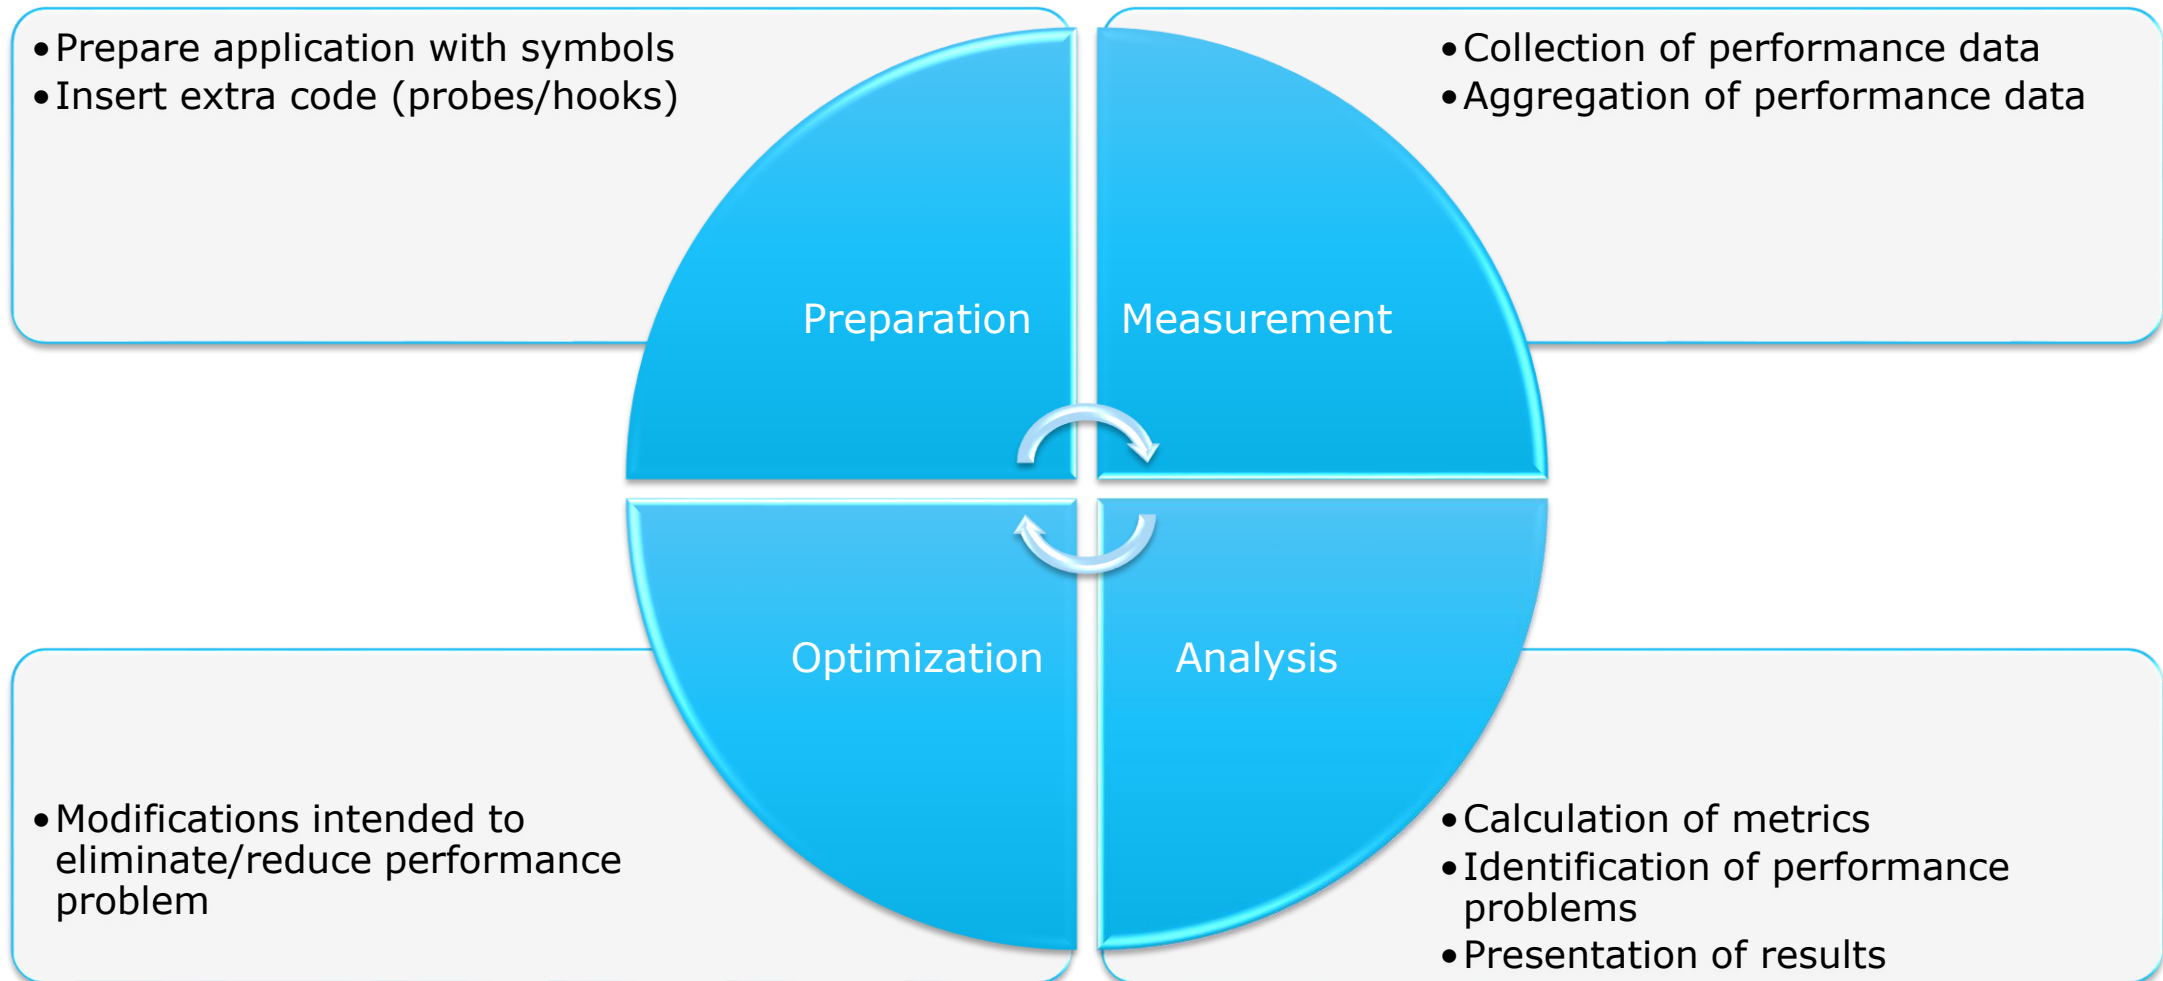 •Prepare application with symbols
•Insert extra code (probes/hooks)
•Collection of performance data
•Aggregation of performance data
Preparation
Measurement
Optimization
Analysis
•Modifications intended to
eliminate/reduce performance
problem
•Calculation of metrics
•Identification of performance
problems
•Presentation of results